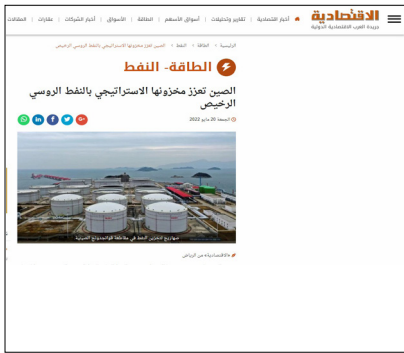 الاقتصادية
جريدة العرب الاقتصادية الدولية
أخبار اقتصادية | تقارير وتحليلات | أسواق الأسهم | الطاقة | الأسواق | أخبار الشركات | عقارات | المقالات
الرئيسية > الطاقة > النفط > الصين تعزز مخزونها الاستراتيجي بالنفط الروسي الرخيص
الطاقة- النفط
الصين تعزز مخزونها الاستراتيجي بالنفط الروسي
الرخيص
الجمعة 20 مايو 2022
صهاريج لتخزين النفط في مقاطعة قوانجدونغ الصينية.
«الاقتصادية» من الرياض